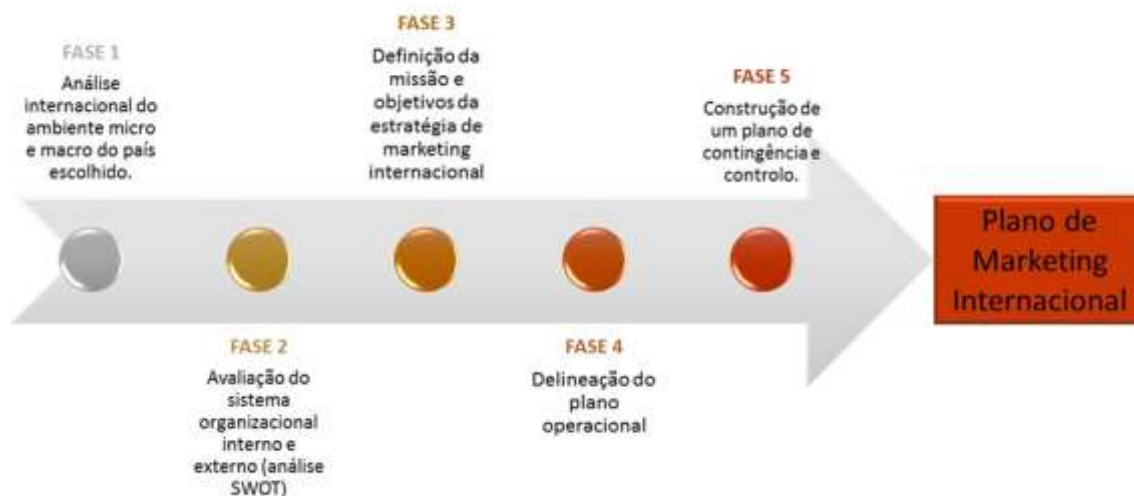 FASE 1
Análise
internacional do
ambiente micro
e macro do país
escolhido.
FASE 2
Avaliação do
sistema
organizacional
interno e
externo (análise
SWOT)
FASE 3
Definição da
missão e
objetivos da
estratégia de
marketing
internacional
FASE 4
Delineação do
plano
operacional
FASE 5
Construção de
um plano de
contingência e
controlo.
Plano de
Marketing
Internacional